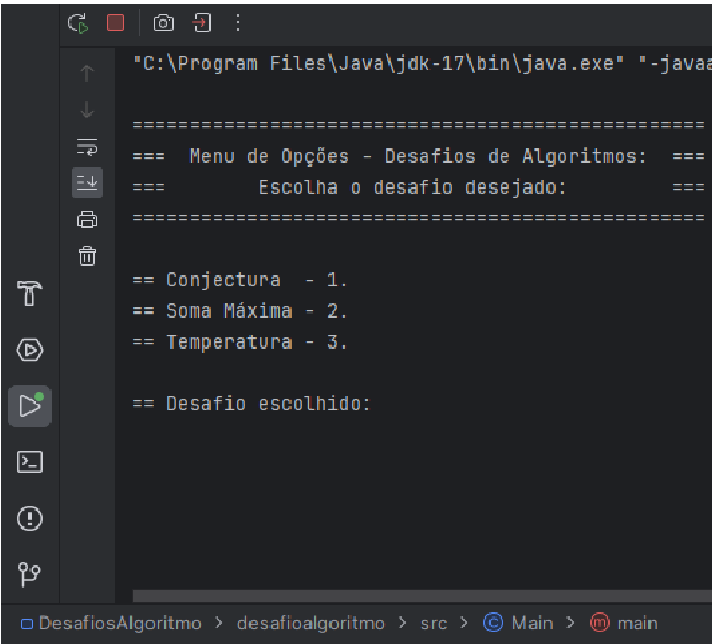 "C:\Program Files\Java\jdk-17\bin\java.exe" "-javaa
==================================================
===  Menu de Opções - Desafios de Algoritmos:  ===
===        Escolha o desafio desejado:         ===
==================================================
== Conjectura  - 1.
== Soma Máxima - 2.
== Temperatura - 3.
== Desafio escolhido:
DesafiosAlgoritmo > desafioalgoritmo > src > Main > main